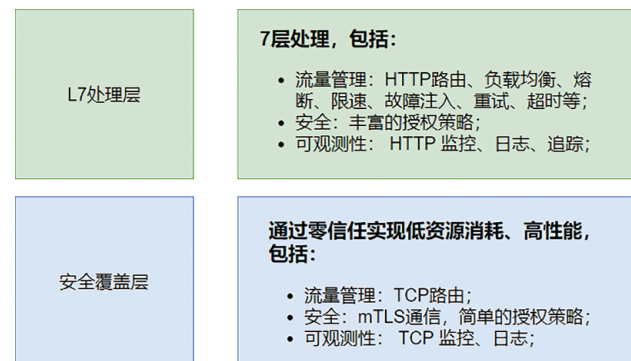 L7处理层
7层处理，包括：
• 流量管理：HTTP路由、负载均衡、熔
断、限速、故障注入、重试、超时等；
• 安全：丰富的授权策略；
• 可观测性： HTTP 监控、日志、追踪；
安全覆盖层
通过零信任实现低资源消耗、高性能，
包括：
• 流量管理：TCP路由；
• 安全：mTLS通信，简单的授权策略；
• 可观测性： TCP 监控、日志；